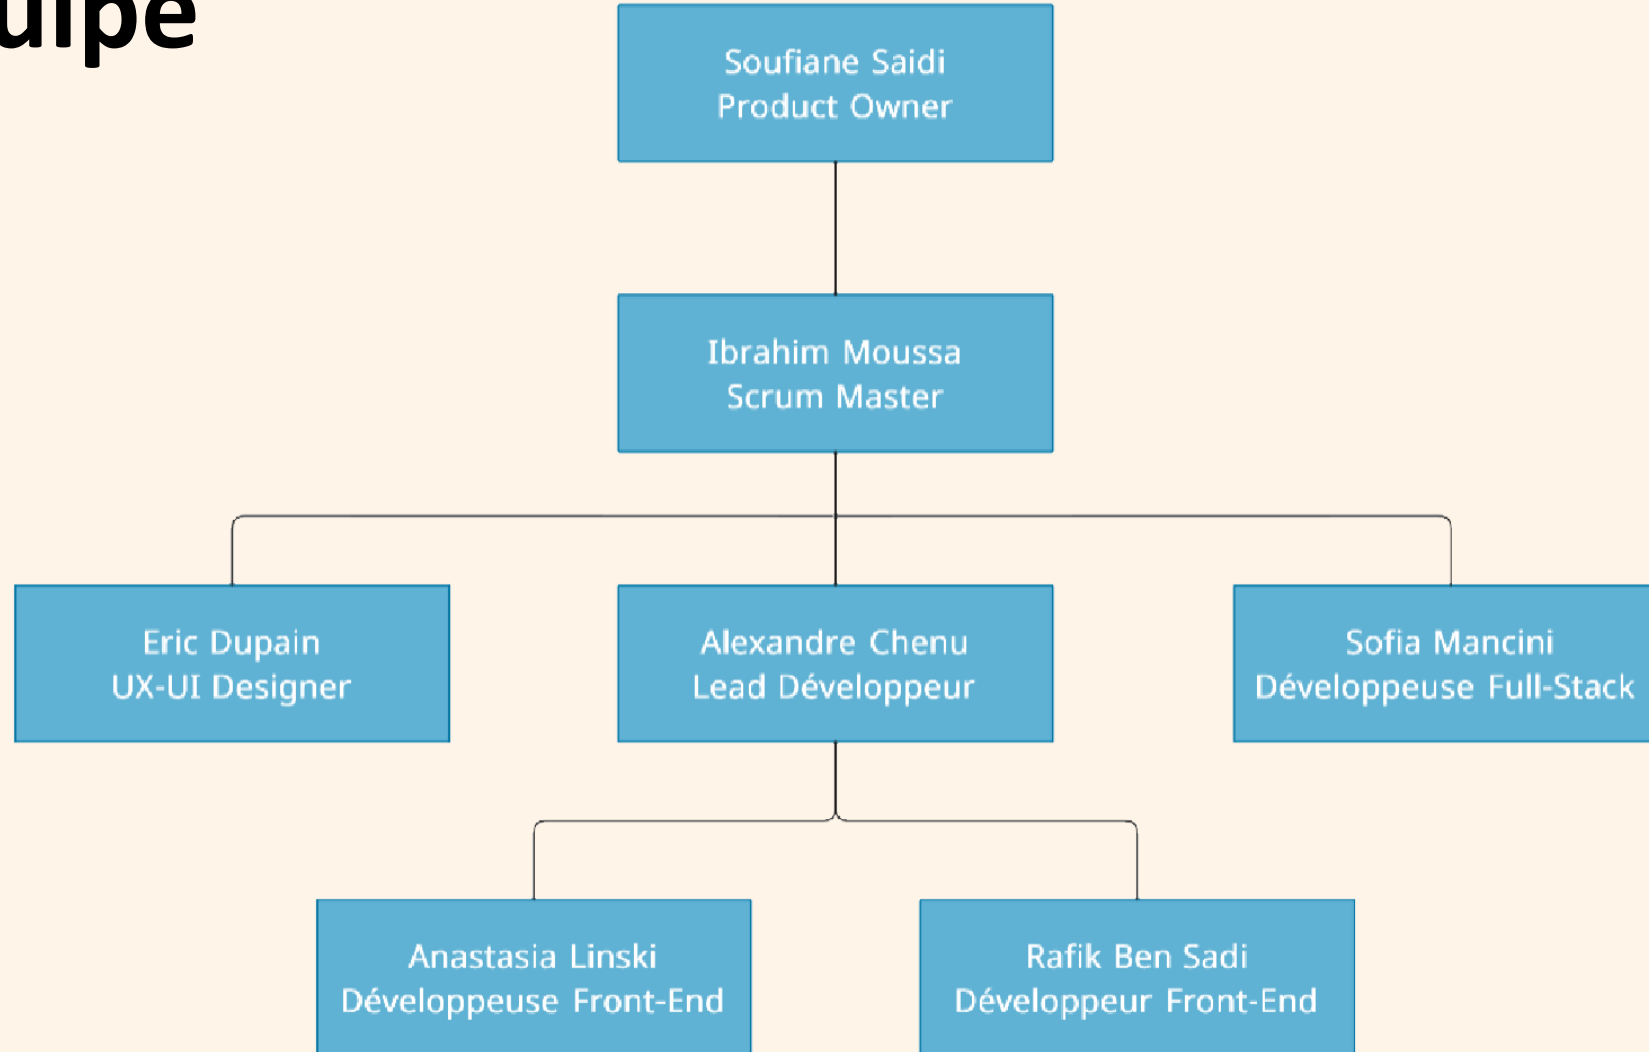 uipe
Soufiane Saidi
Product Owner
Ibrahim Moussa
Scrum Master
Eric Dupain
UX-UI Designer
Alexandre Chenu
Lead Développeur
Sofia Mancini
Développeuse Full-Stack
Anastasia Linski
Développeuse Front-End
Rafik Ben Sadi
Développeur Front-End